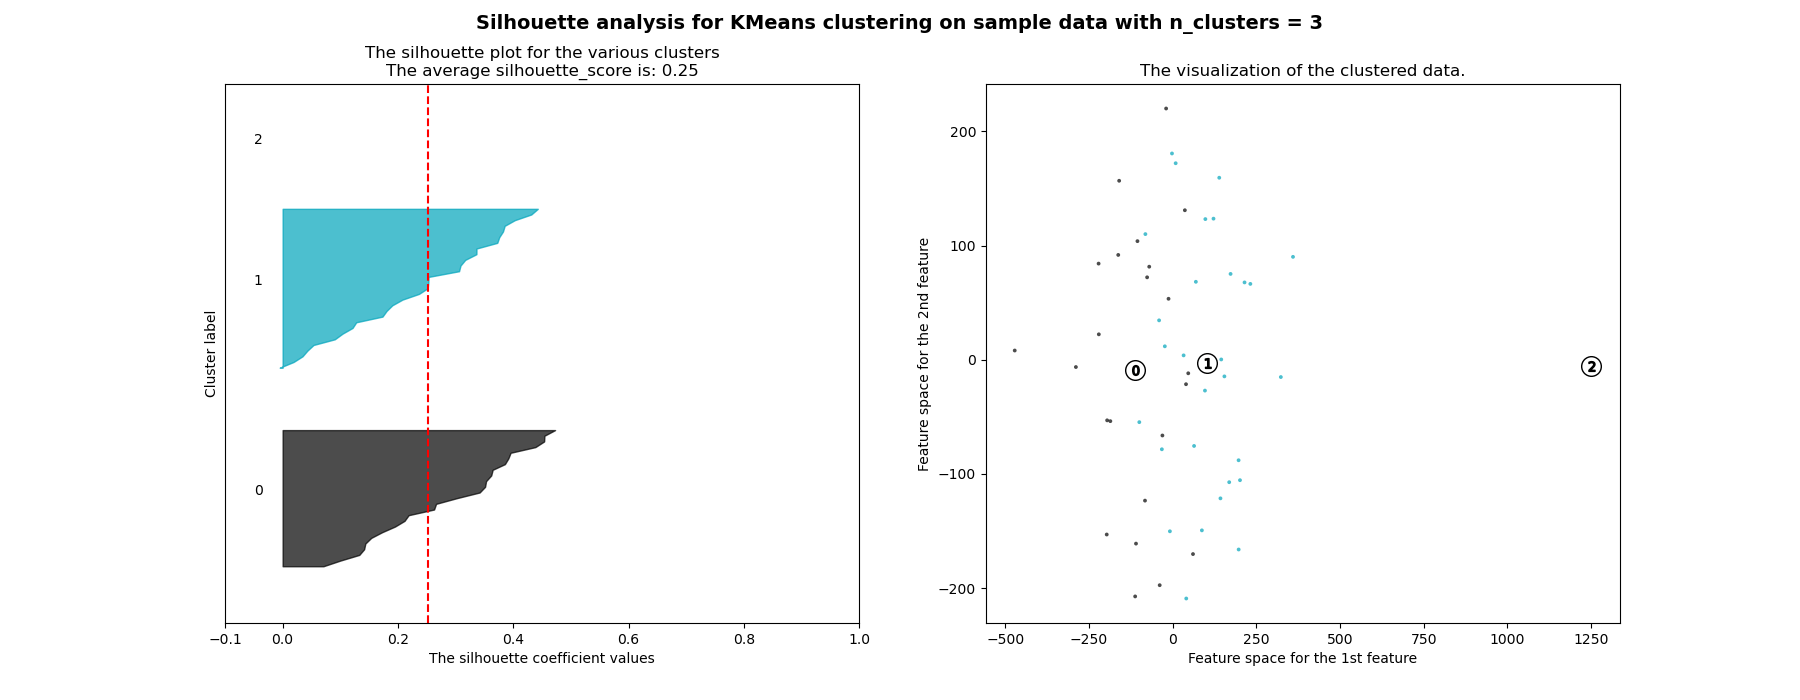 Silhouette analysis for KMeans clustering on sample data with n_clusters = 3
The silhouette plot for the various clusters
The average silhouette_score is: 0.25
2
1
0
Cluster label
−0.1 0.0 0.2 0.4 0.6 0.8 1.0
The silhouette coefficient values
The visualization of the clustered data.
200
100
0
−100
−200
Feature space for the 2nd feature
0 1 2
−500 −250 0 250 500 750 1000 1250
Feature space for the 1st feature